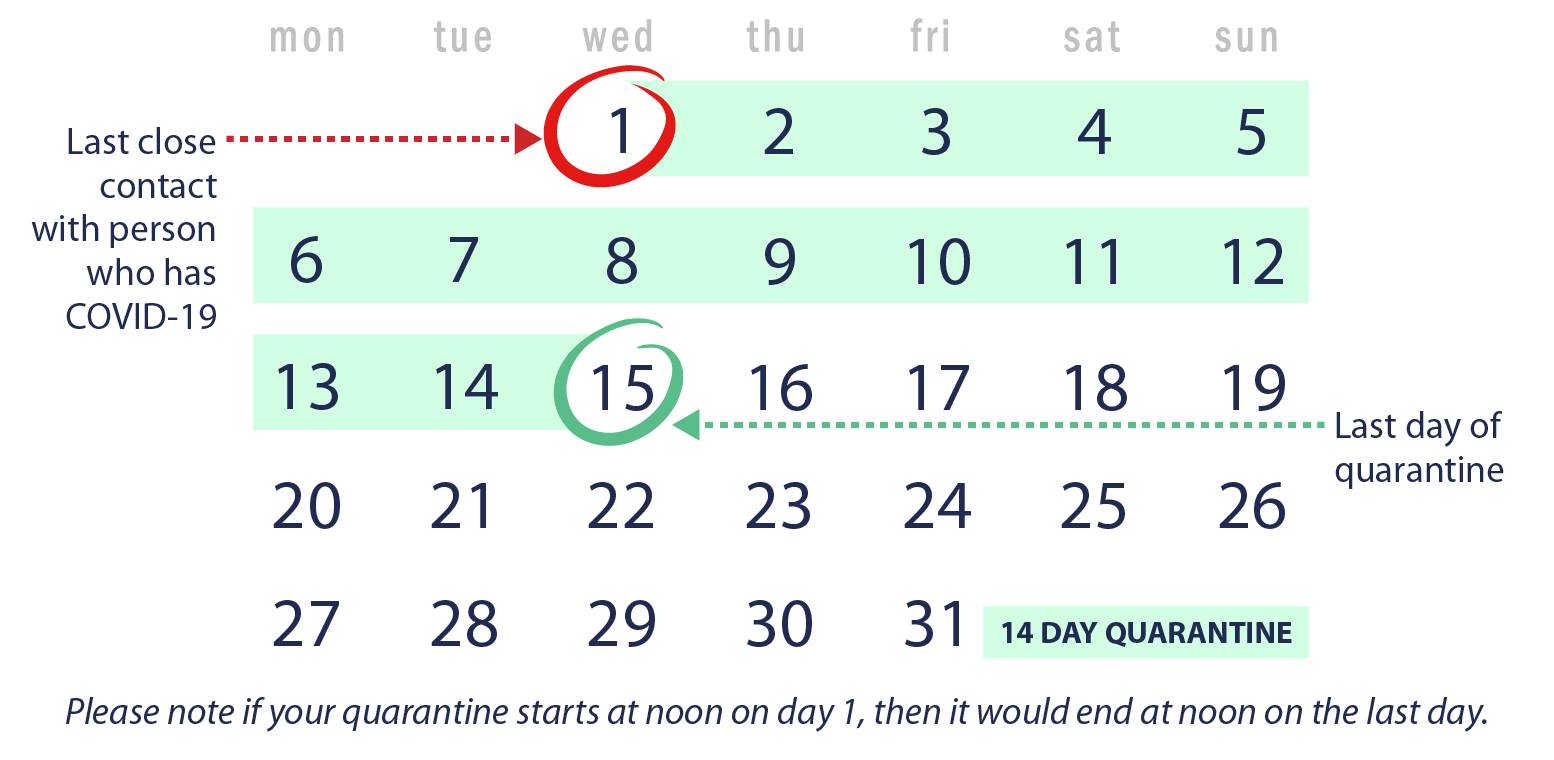 mon tue wed thu fri sat sun
1 2 3 4 5
Last close
contact
with person
who has
COVID-19
6 7 8 9 10 11 12
13 14 15 16 17 18 19
Last day of
quarantine
20 21 22 23 24 25 26
27 28 29 30 31
14 DAY QUARANTINE
Please note if your quarantine starts at noon on day 1, then it would end at noon on the last day.